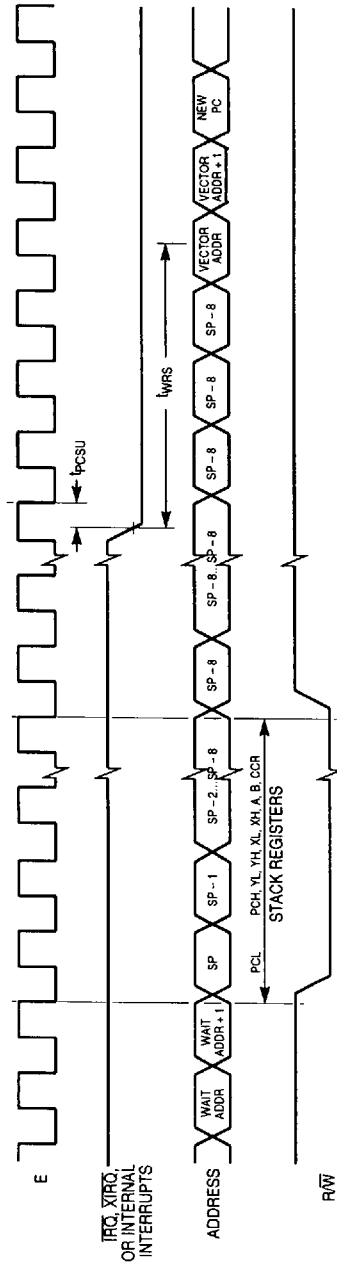 E
tPCSU
IRQ, XIRQ,
OR INTERNAL
INTERRUPTS
tWRS
ADDRESS
WAIT
ADDR
WAIT
ADDR + 1
SP
SP – 1
SP – 2... SP – 8
SP – 8
SP – 8... SP – 8
SP – 8
SP – 8
SP – 8
VECTOR
ADDR
VECTOR
ADDR + 1
NEW
PC
PCL PCH, YL, YH, XL, XH, A, B, CCR
STACK REGISTERS
R/W